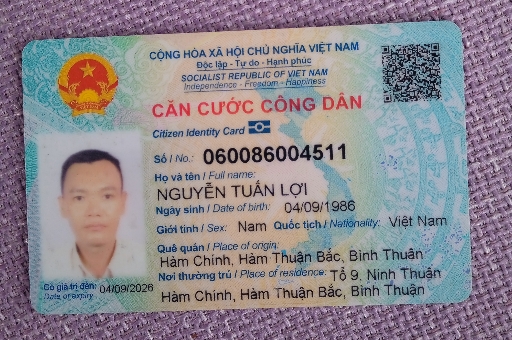 CỘNG HÒA XÃ HỘI CHỦ NGHĨA VIỆT NAM
Độc lập - Tự do - Hạnh phúc
SOCIALIST REPUBLIC OF VIET NAM
Independence - Freedom - Happiness
CĂN CƯỚC CÔNG DÂN
Citizen Identity Card
Số / No.: 060086004511
Họ và tên / Full name:
NGUYỄN TUẤN LỢI
Ngày sinh / Date of birth: 04/09/1986
Giới tính / Sex: Nam Quốc tịch / Nationality: Việt Nam
Quê quán / Place of origin:
Hàm Chính, Hàm Thuận Bắc, Bình Thuận
Nơi thường trú / Place of residence: Tổ 9, Ninh Thuận
Hàm Chính, Hàm Thuận Bắc, Bình Thuận
Có giá trị đến: 04/09/2026
Date of expiry